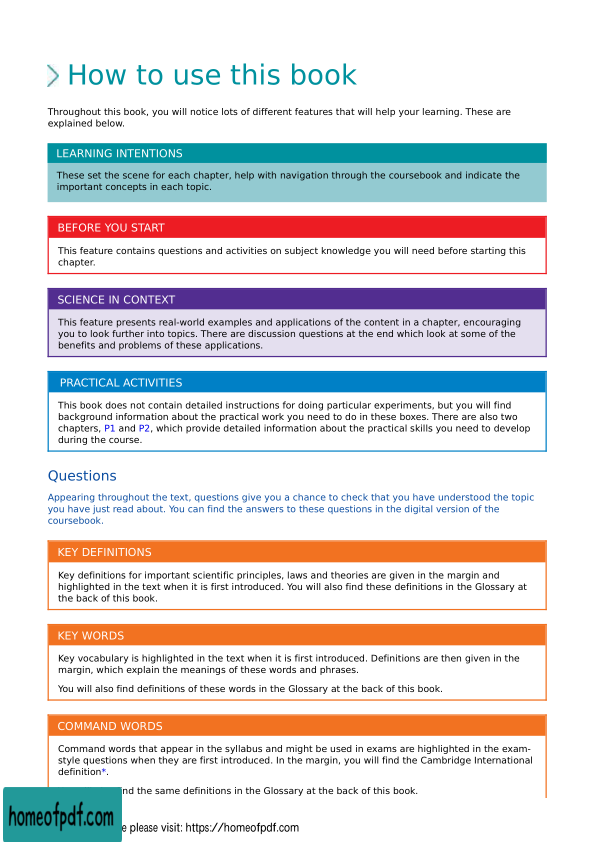 How to use this book
Throughout this book, you will notice lots of different features that will help your learning. These are
explained below.
LEARNING INTENTIONS
These set the scene for each chapter, help with navigation through the coursebook and indicate the
important concepts in each topic.
BEFORE YOU START
This feature contains questions and activities on subject knowledge you will need before starting this
chapter.
SCIENCE IN CONTEXT
This feature presents real-world examples and applications of the content in a chapter, encouraging
you to look further into topics. There are discussion questions at the end which look at some of the
benefits and problems of these applications.
PRACTICAL ACTIVITIES
This book does not contain detailed instructions for doing particular experiments, but you will find
background information about the practical work you need to do in these boxes. There are also two
chapters, P1 and P2, which provide detailed information about the practical skills you need to develop
during the course.
Questions
Appearing throughout the text, questions give you a chance to check that you have understood the topic
you have just read about. You can find the answers to these questions in the digital version of the
coursebook.
KEY DEFINITIONS
Key definitions for important scientific principles, laws and theories are given in the margin and
highlighted in the text when it is first introduced. You will also find these definitions in the Glossary at
the back of this book.
KEY WORDS
Key vocabulary is highlighted in the text when it is first introduced. Definitions are then given in the
margin, which explain the meanings of these words and phrases.
You will also find definitions of these words in the Glossary at the back of this book.
COMMAND WORDS
Command words that appear in the syllabus and might be used in exams are highlighted in the exam-
style questions when they are first introduced. In the margin, you will find the Cambridge International
definition*.
nd the same definitions in the Glossary at the back of this book.
homeofpdf.com
e please visit: https://homeofpdf.com